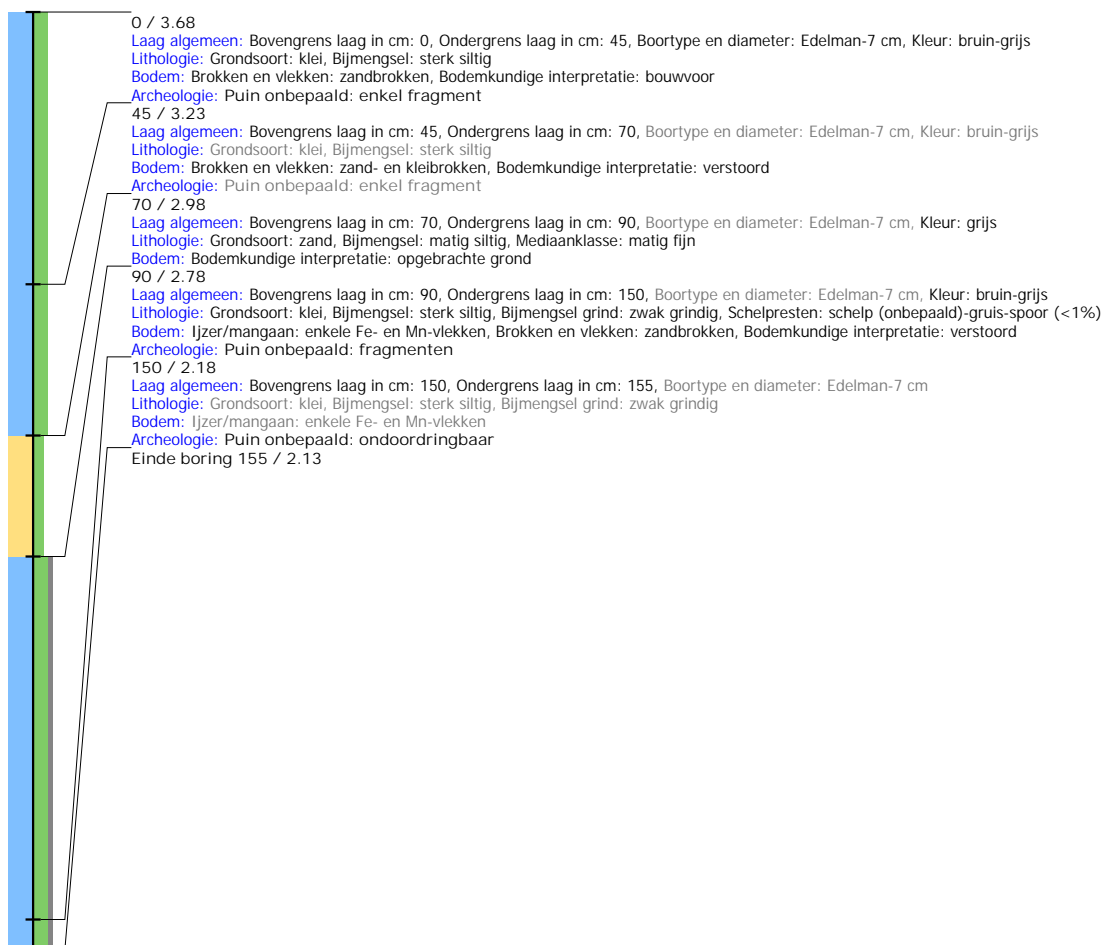 0 / 3.68
Laag algemeen: Bovengrens laag in cm: 0, Ondergrens laag in cm: 45, Boortype en diameter: Edelman-7 cm, Kleur: bruin-grijs
Lithologie: Grondsoort: klei, Bijmengsel: sterk siltig
Bodem: Brokken en vlekken: zandbrokken, Bodemkundige interpretatie: bouwvoor
Archeologie: Puin onbepaald: enkel fragment
45 / 3.23
Laag algemeen: Bovengrens laag in cm: 45, Ondergrens laag in cm: 70, Boortype en diameter: Edelman-7 cm, Kleur: bruin-grijs
Lithologie: Grondsoort: klei, Bijmengsel: sterk siltig
Bodem: Brokken en vlekken: zand- en kleibrokken, Bodemkundige interpretatie: verstoord
Archeologie: Puin onbepaald: enkel fragment
70 / 2.98
Laag algemeen: Bovengrens laag in cm: 70, Ondergrens laag in cm: 90, Boortype en diameter: Edelman-7 cm, Kleur: grijs
Lithologie: Grondsoort: zand, Bijmengsel: matig siltig, Mediaanklasse: matig fijn
Bodem: Bodemkundige interpretatie: opgebrachte grond
90 / 2.78
Laag algemeen: Bovengrens laag in cm: 90, Ondergrens laag in cm: 150, Boortype en diameter: Edelman-7 cm, Kleur: bruin-grijs
Lithologie: Grondsoort: klei, Bijmengsel: sterk siltig, Bijmengsel grind: zwak grindig, Schelpresten: schelp (onbepaald)-gruis-spoor (<1%)
Bodem: Ijzer/mangaan: enkele Fe- en Mn-vlekken, Brokken en vlekken: zandbrokken, Bodemkundige interpretatie: verstoord
Archeologie: Puin onbepaald: fragmenten
150 / 2.18
Laag algemeen: Bovengrens laag in cm: 150, Ondergrens laag in cm: 155, Boortype en diameter: Edelman-7 cm
Lithologie: Grondsoort: klei, Bijmengsel: sterk siltig, Bijmengsel grind: zwak grindig
Bodem: Ijzer/mangaan: enkele Fe- en Mn-vlekken
Archeologie: Puin onbepaald: ondoordringbaar
Einde boring 155 / 2.13